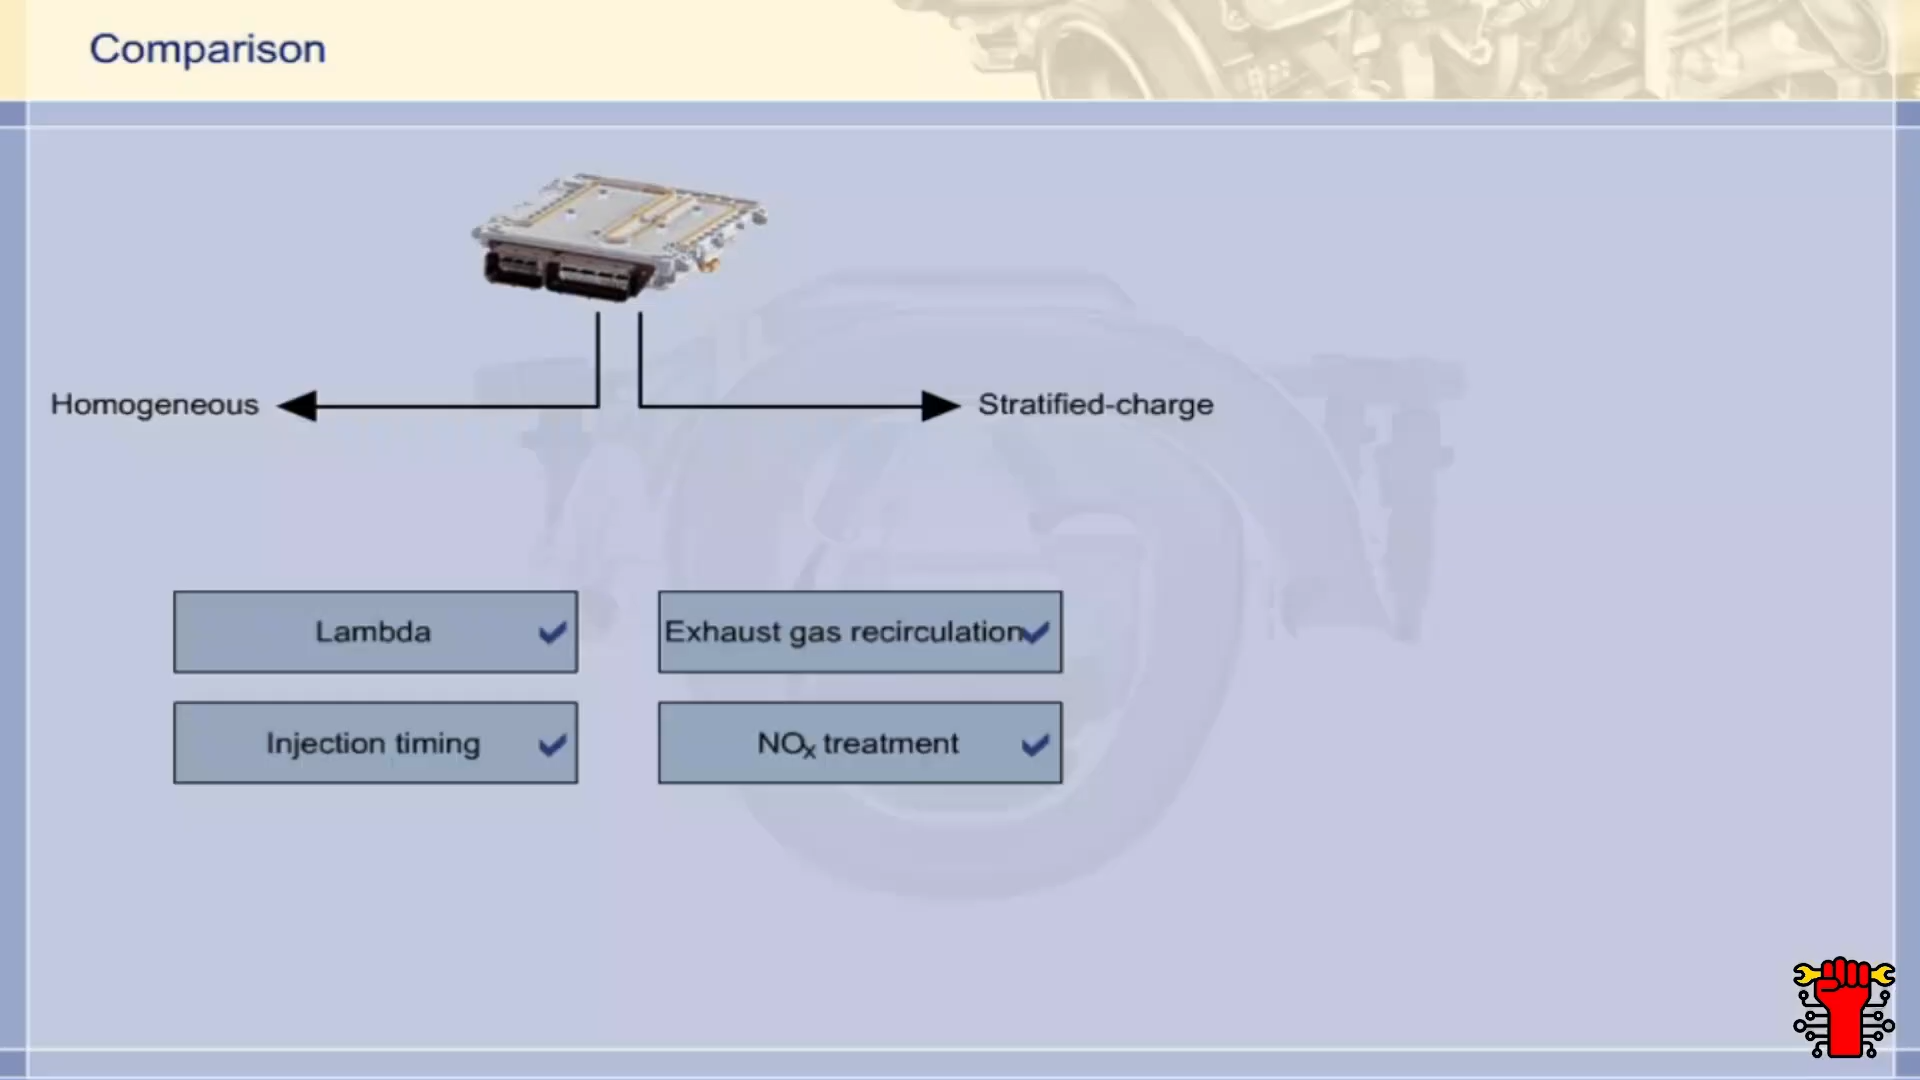 Comparison
Homogeneous
Stratified-charge
Lambda
Exhaust gas recirculation
Injection timing
NOx treatment